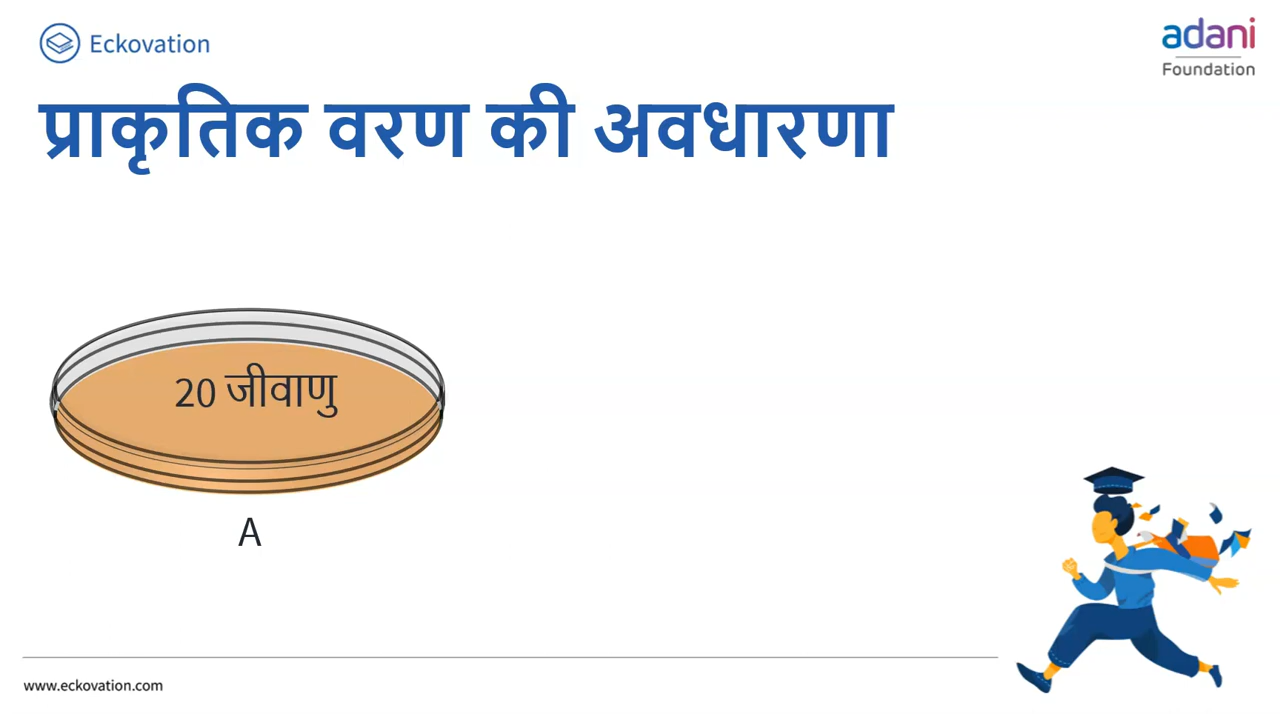 Eckovation
adani
Foundation
प्राकृतिक वरण की अवधारणा
20 जीवाणु
A
www.eckovation.com